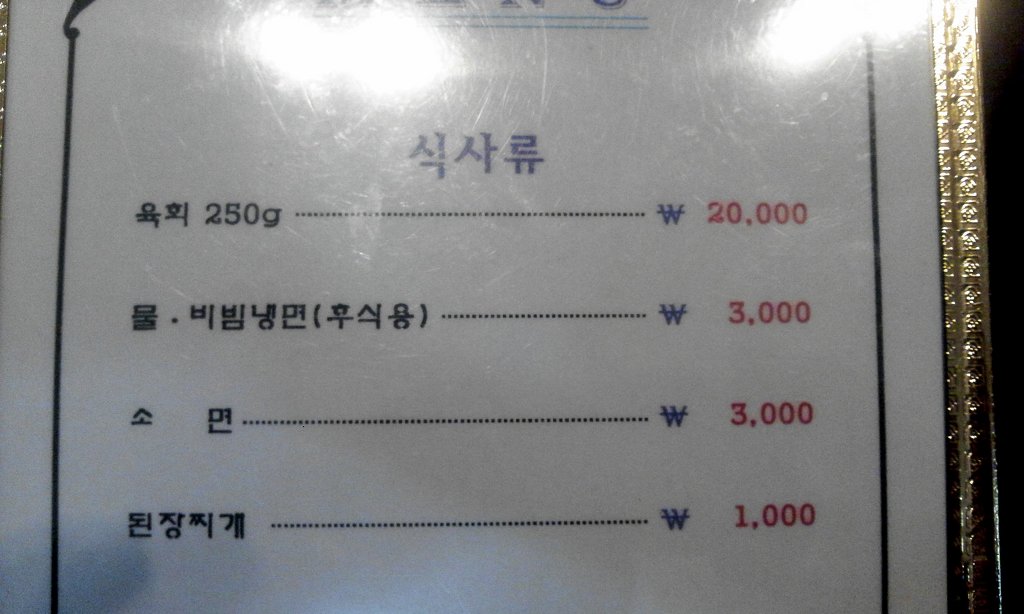 식사류
육회 250g ₩ 20,000
물.비빔냉면(후식용) ₩ 3,000
소 면 ₩ 3,000
된장찌개 ₩ 1,000